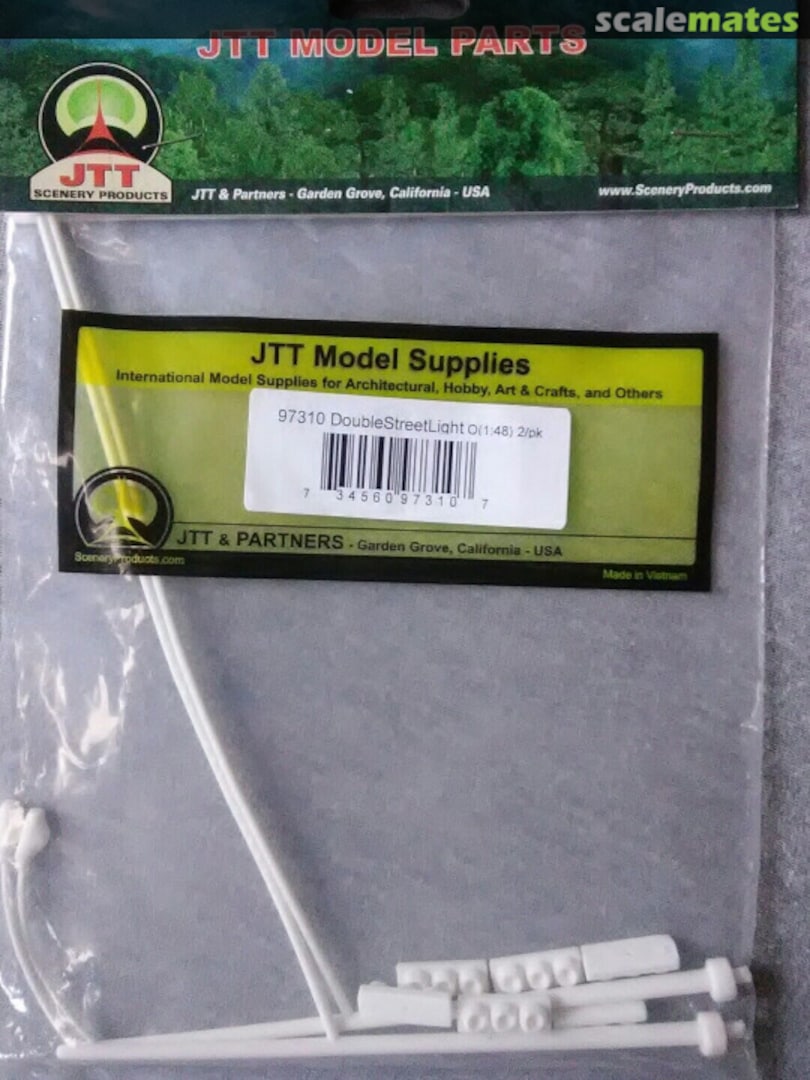 scalemates
JTT MODEL PARTS
JTT
SCENERY PRODUCTS
JTT & Partners - Garden Grove, California - USA
www.SceneryProducts.com
JTT Model Supplies
International Model Supplies for Architectural, Hobby, Art & Crafts, and Others
97310 DoubleStreetLight O(1:48) 2/pk
7 34560 97310 7
JTT & PARTNERS - Garden Grove, California - USA
SceneryProducts.com
Made in Vietnam